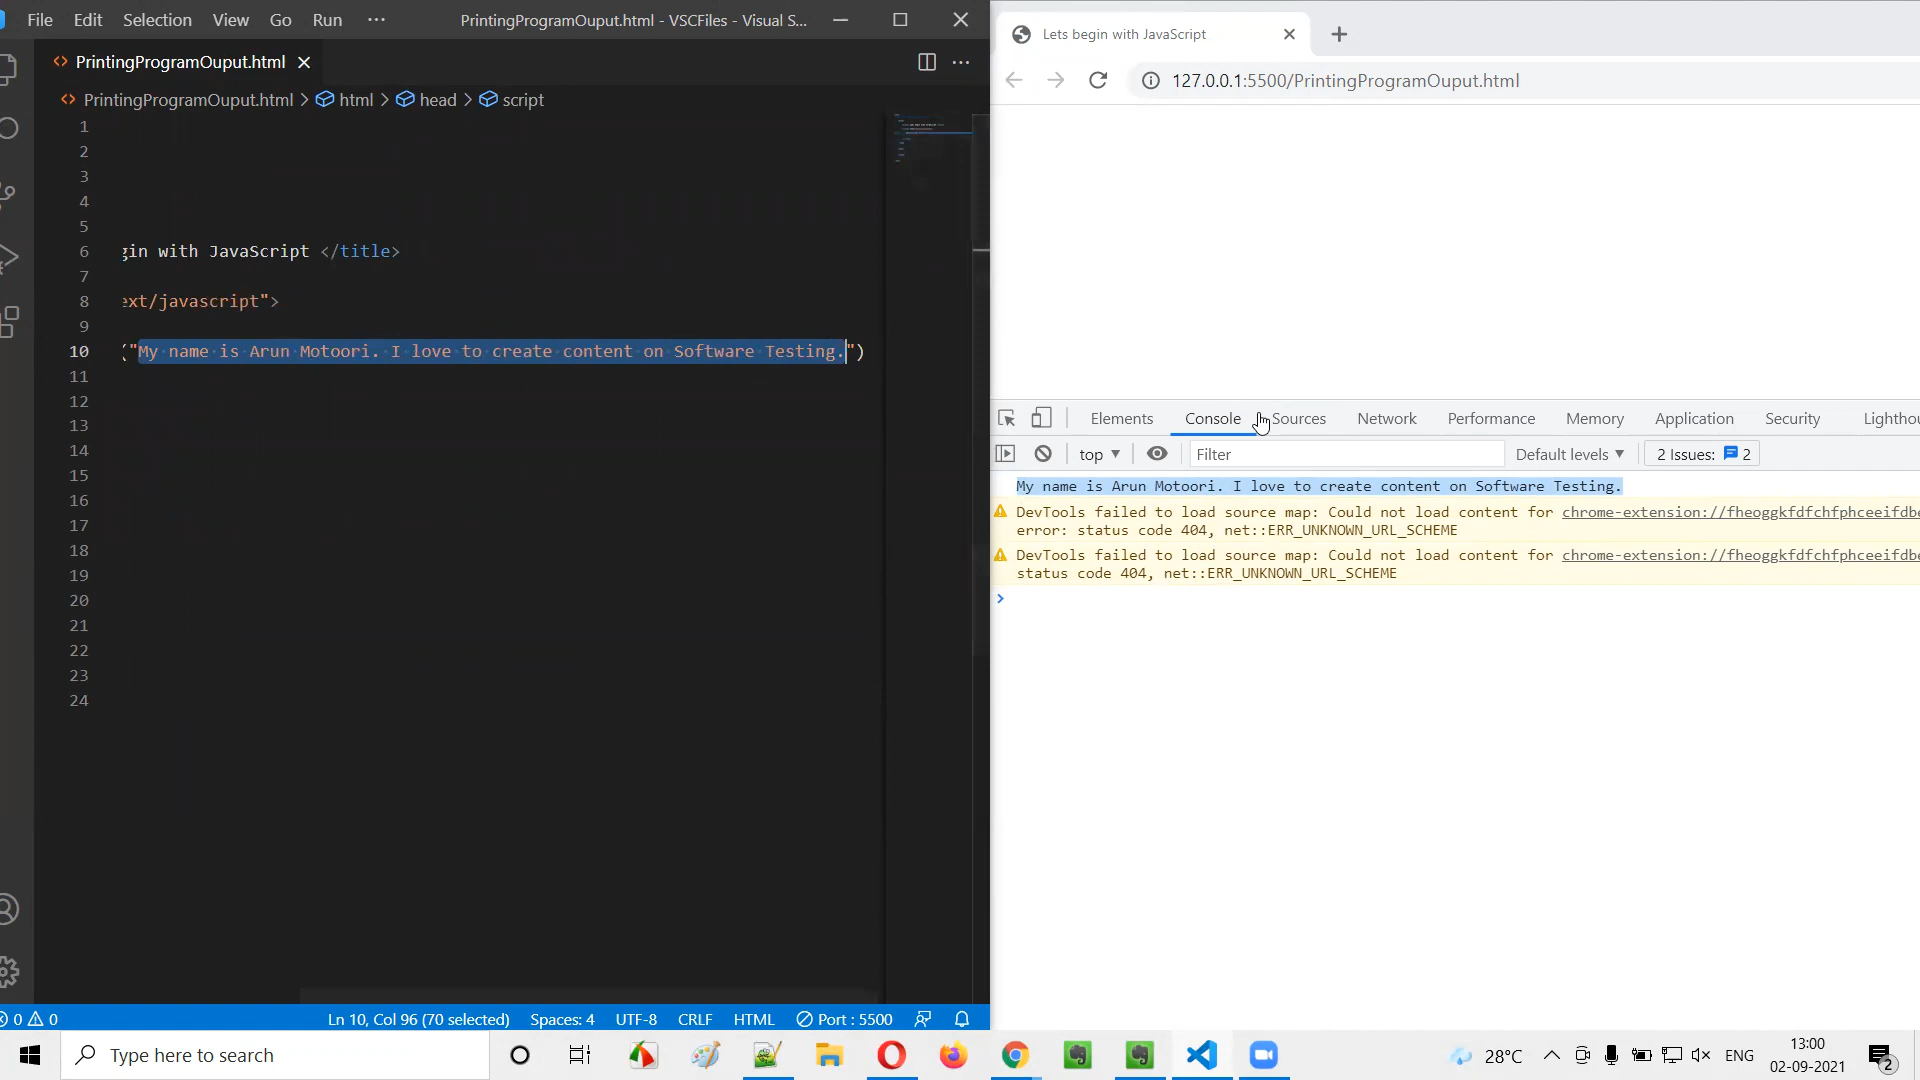 File Edit Selection View Go Run ··· PrintingProgramOuput.html - VSCFiles - Visual S...
PrintingProgramOuput.html
PrintingProgramOuput.html > html > head > script
1
2
3
4
5
6 gin with JavaScript </title>
7
8 ext/javascript">
9
10 ("My name is Arun Motoori. I love to create content on Software Testing.")
11
12
13
14
15
16
17
18
19
20
21
22
23
24
0 0 Ln 10, Col 96 (70 selected) Spaces: 4 UTF-8 CRLF HTML Port : 5500
Lets begin with JavaScript
127.0.0.1:5500/PrintingProgramOuput.html
Elements Console Sources Network Performance Memory Application Security Lightho
top Filter Default levels 2 Issues: 2
My name is Arun Motoori. I love to create content on Software Testing.
DevTools failed to load source map: Could not load content for chrome-extension://fheoggkfdfchfphceeifdbe
error: status code 404, net::ERR_UNKNOWN_URL_SCHEME
DevTools failed to load source map: Could not load content for chrome-extension://fheoggkfdfchfphceeifdbe
status code 404, net::ERR_UNKNOWN_URL_SCHEME
>
Type here to search
28°C ENG 13:00
02-09-2021 2